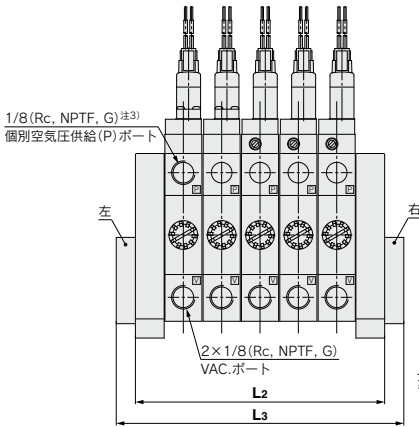 1/8(Rc, NPTF, G)注3)
個別空気圧供給(P)ポート
左
右
P P P P P
V V V V V
2×1/8(Rc, NPTF, G)
VAC.ポート
L2
L3